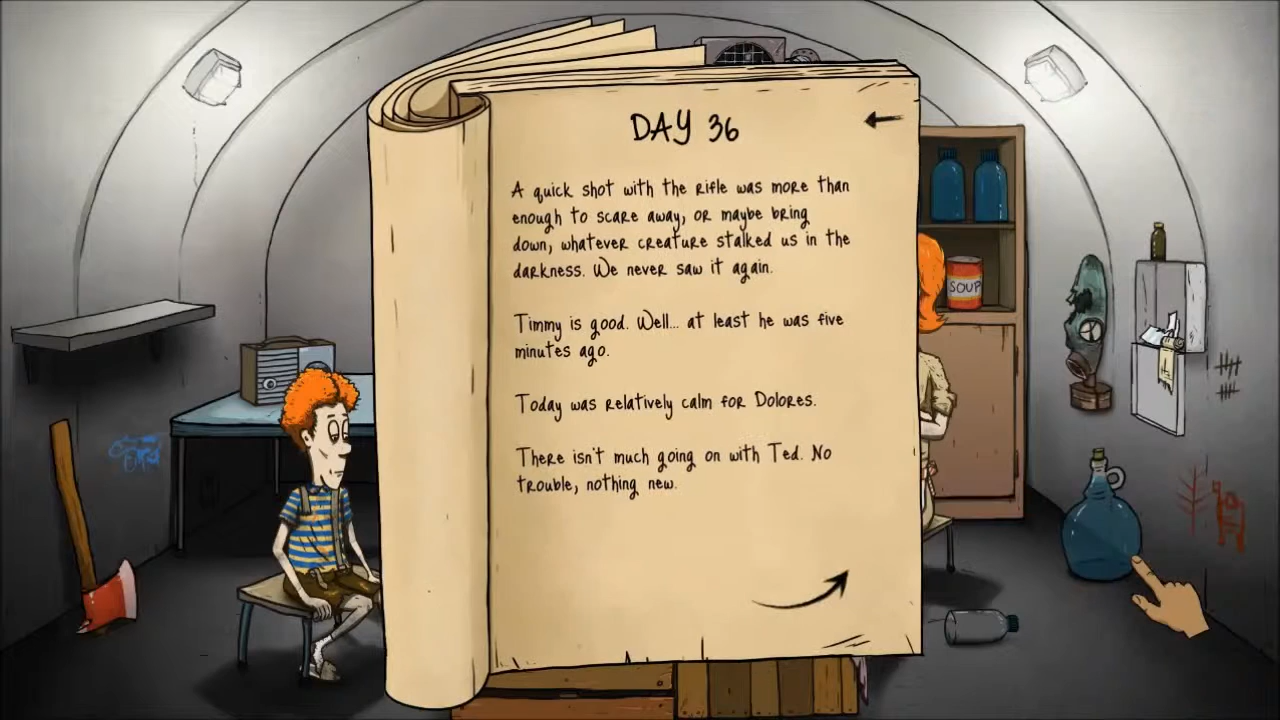 DAY 36
A quick shot with the rifle was more than
enough to scare away, or maybe bring
down, whatever creature stalked us in the
darkness. We never saw it again.
Timmy is good. Well... at least he was five
minutes ago.
Today was relatively calm for Dolores.
There isn't much going on with Ted. No
trouble, nothing new.
SOUP